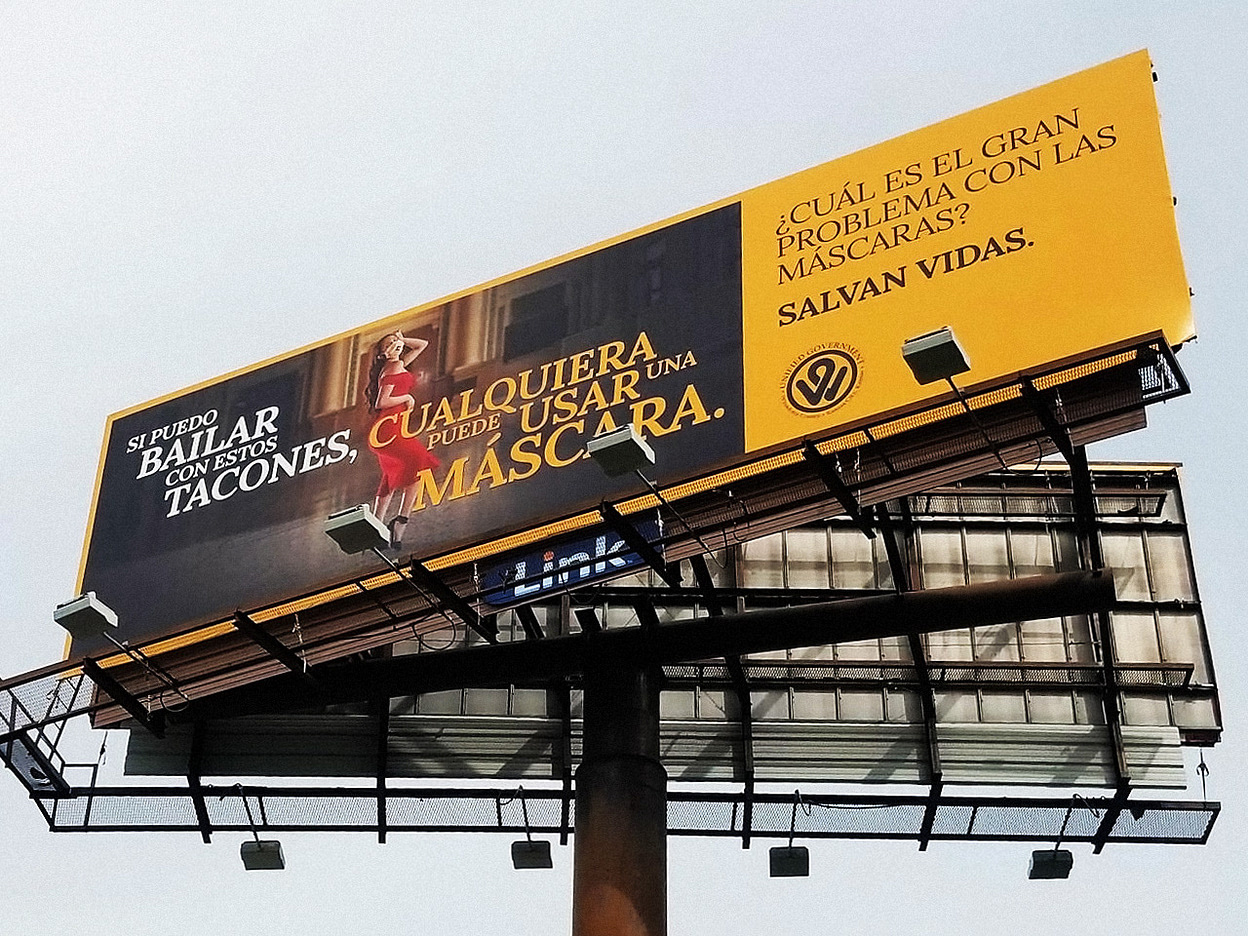 SI PUEDO
BAILAR
CON ESTOS
TACONES,
CUALQUIERA
PUEDE USAR UNA
MÁSCARA.
¿CUÁL ES EL GRAN
PROBLEMA CON LAS
MÁSCARAS?
SALVAN VIDAS.
UNIFIED GOVERNMENT
Link